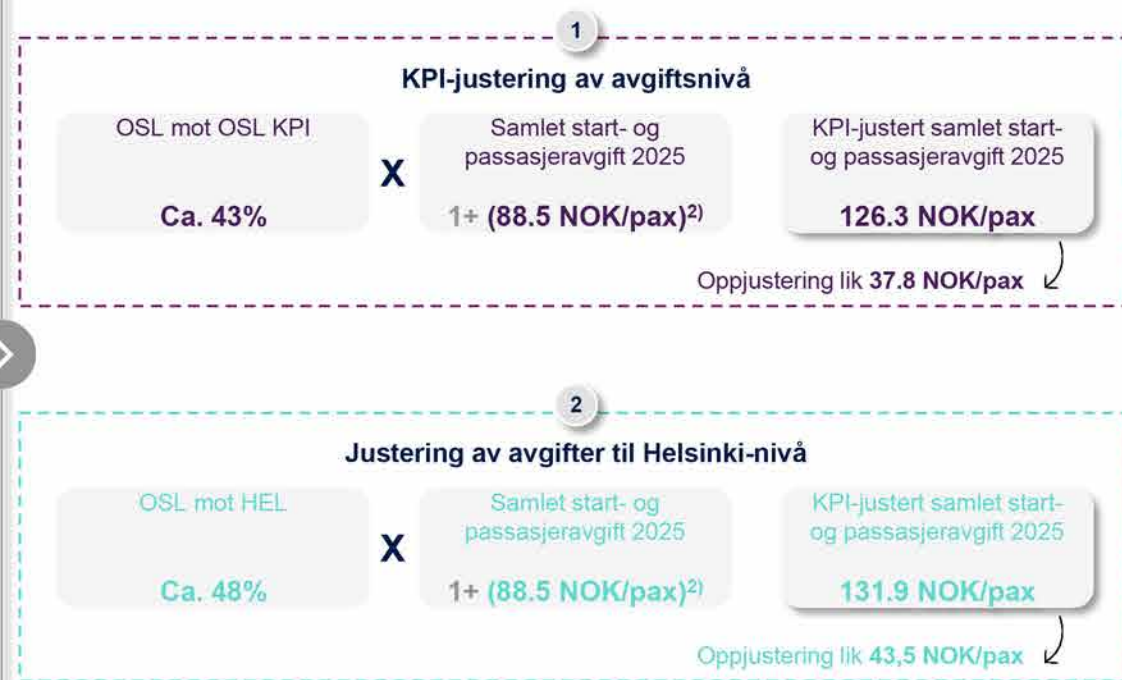 1
KPI-justering av avgiftsnivå
OSL mot OSL KPI
Ca. 43%
X
Samlet start- og
passasjeravgift 2025
1+ (88.5 NOK/pax)²⁾
KPI-justert samlet start-
og passasjeravgift 2025
126.3 NOK/pax
Oppjustering lik 37.8 NOK/pax
2
Justering av avgifter til Helsinki-nivå
OSL mot HEL
Ca. 48%
X
Samlet start- og
passasjeravgift 2025
1+ (88.5 NOK/pax)²⁾
KPI-justert samlet start-
og passasjeravgift 2025
131.9 NOK/pax
Oppjustering lik 43,5 NOK/pax